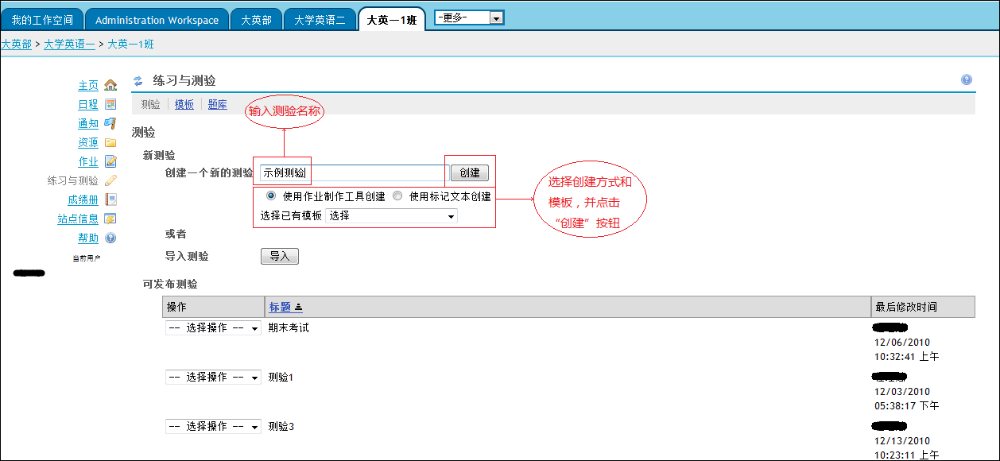 我的工作空间 Administration Workspace 大英部 大学英语二 大英一1班 -更多-
大英部 > 大学英语一 > 大英一1班
主页
日程
通知
资源
作业
练习与测验
成绩册
站点信息
帮助
当前用户
练习与测验
测验 模板 题库
输入测验名称
测验
新测验
创建一个新的测验 示例测验 创建
使用作业制作工具创建 使用标记文本创建
选择已有模板 选择
选择创建方式和
模板，并点击
“创建”按钮
或者
导入测验 导入
可发布测验
操作 标题 最后修改时间
-- 选择操作 -- 期末考试
12/06/2010
10:32:41 上午
-- 选择操作 -- 测验1
12/03/2010
05:38:17 下午
-- 选择操作 -- 测验3
12/13/2010
10:23:11 上午